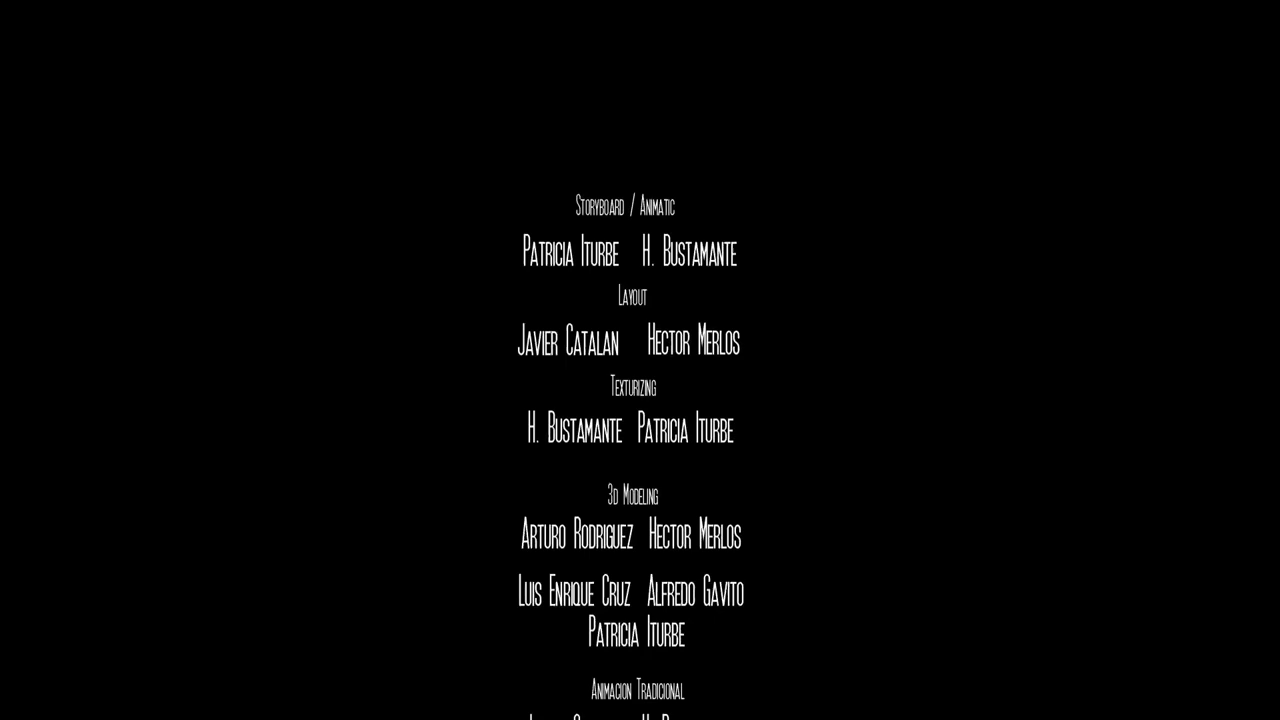 Storyboard / Animatic
Patricia Iturbe H. Bustamante
Layout
Javier Catalan Hector Merlos
Texturizing
H. Bustamante Patricia Iturbe
3d Modeling
Arturo Rodriguez Hector Merlos
Luis Enrique Cruz Alfredo Gavito
Patricia Iturbe
Animacion Tradicional